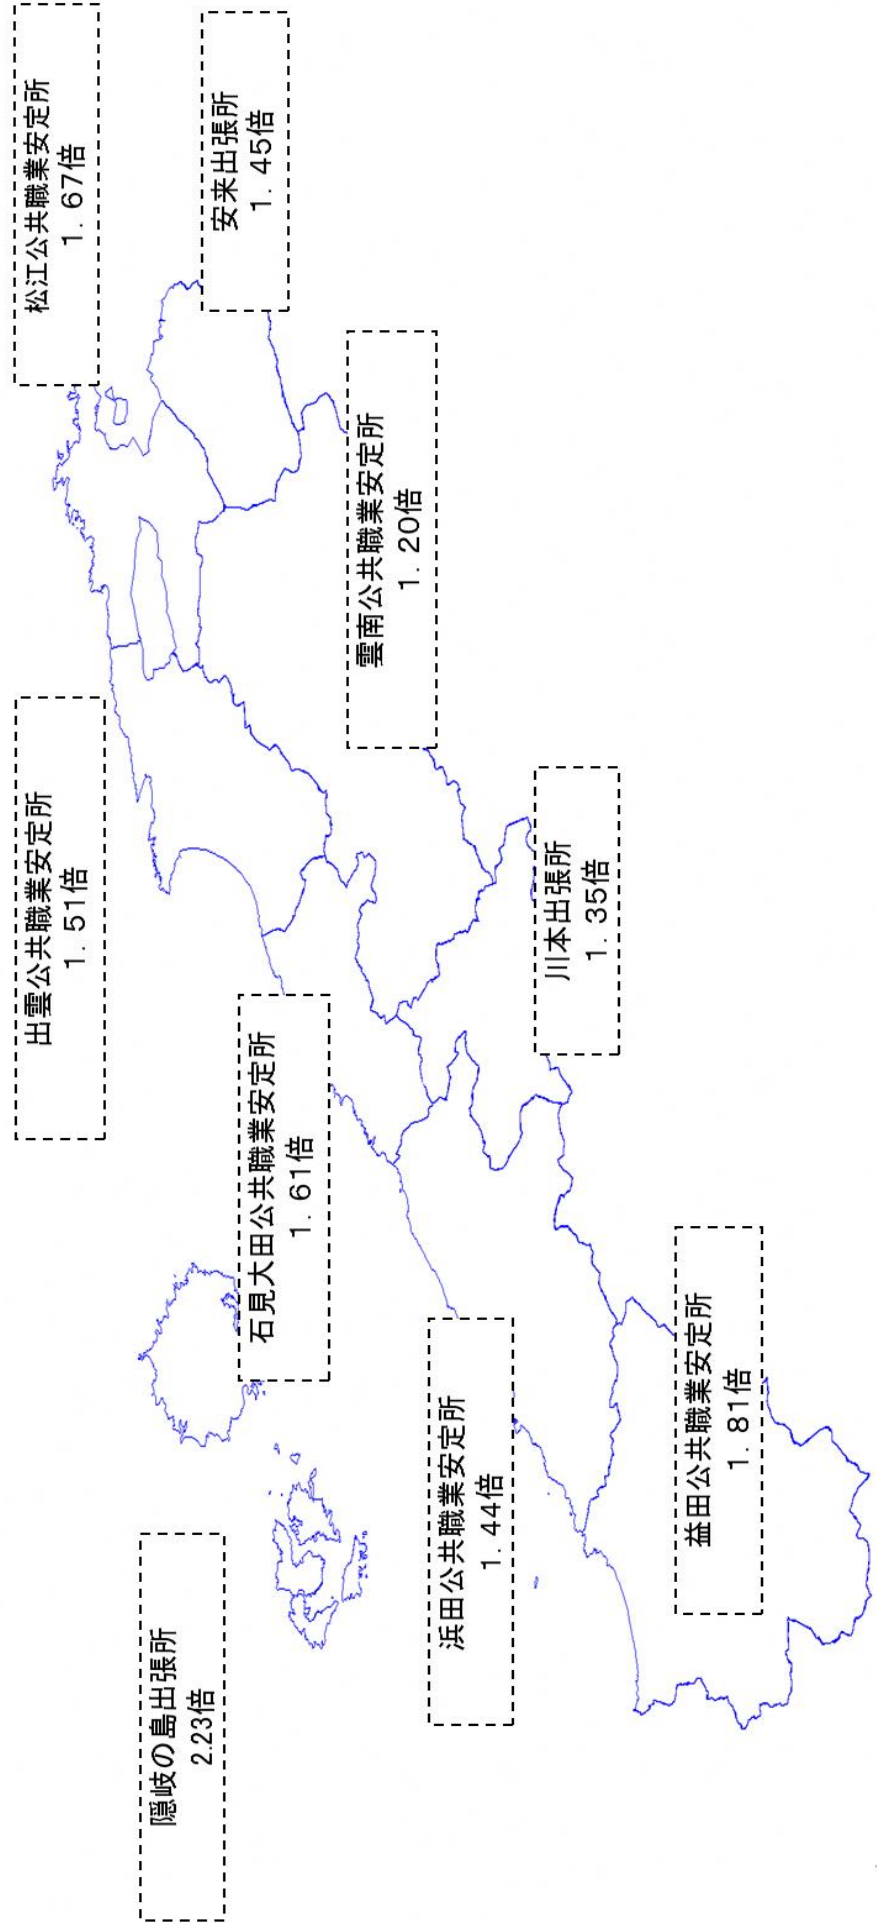 隠岐の島出張所
2.23倍
出雲公共職業安定所
1. 51倍
松江公共職業安定所
1. 67倍
安来出張所
1. 45倍
石見大田公共職業安定所
1. 61倍
雲南公共職業安定所
1. 20倍
浜田公共職業安定所
1. 44倍
川本出張所
1. 35倍
益田公共職業安定所
1. 81倍